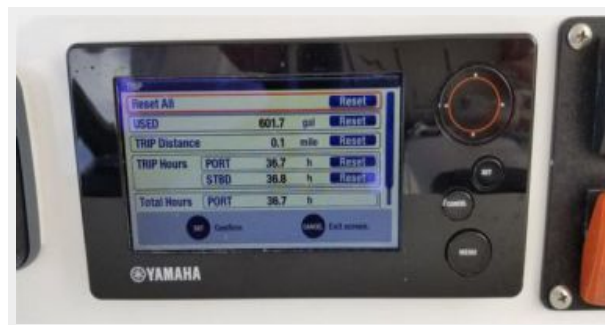 TRIP
Reset All Reset
USED 601.7 gal Reset
TRIP Distance 0.1 mile Reset
TRIP Hours PORT 36.7 h Reset
STBD 36.8 h Reset
Total Hours PORT 36.7 h
SET Confirm CANCEL Exit screen.
SET
CANCEL
MENU
YAMAHA